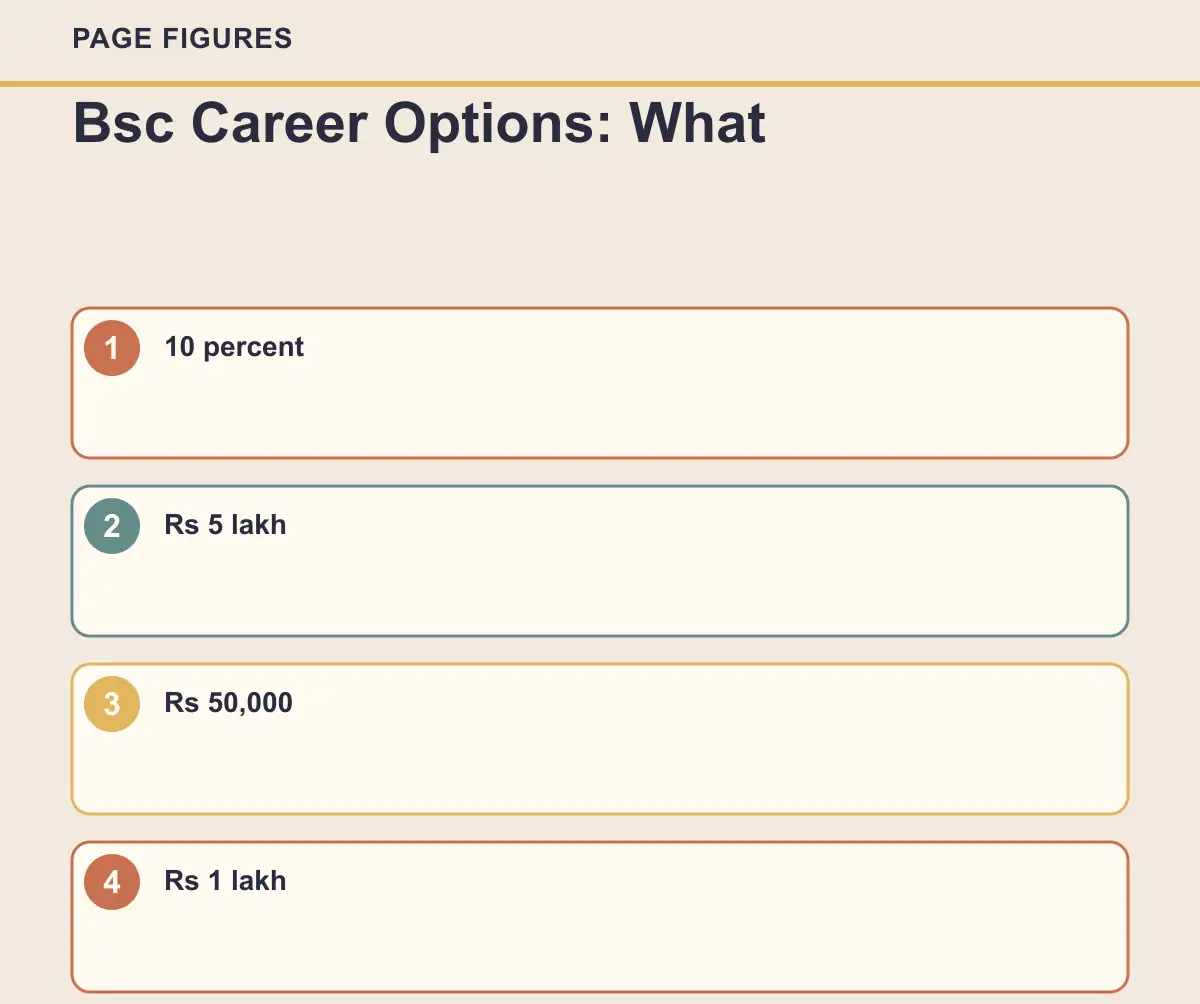 PAGE FIGURES
Bsc Career Options: What
1 10 percent
2 Rs 5 lakh
3 Rs 50,000
4 Rs 1 lakh